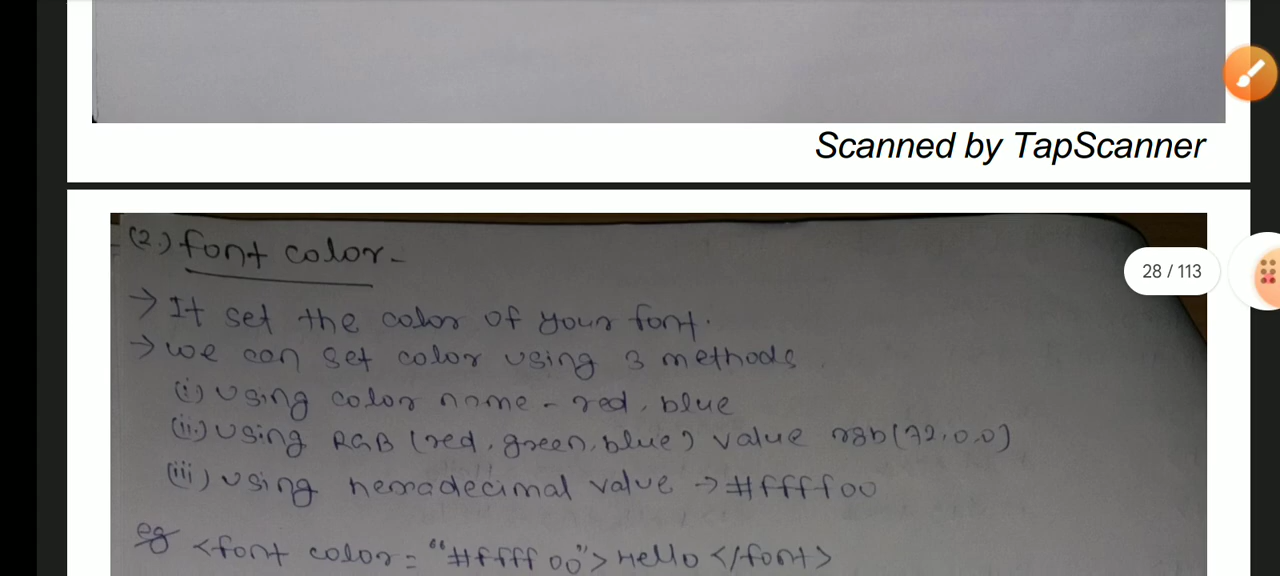 Scanned by TapScanner
28 / 113
(2.) font color-
→ It set the color of your font.
→ we can set color using 3 methods
(i) using color name - red, blue
(ii) using RGB (red, green, blue) value rgb(72,0,0)
(iii) using hexadecimal value → #ffff00
eg <font color = "#ffff00"> Hello </font>